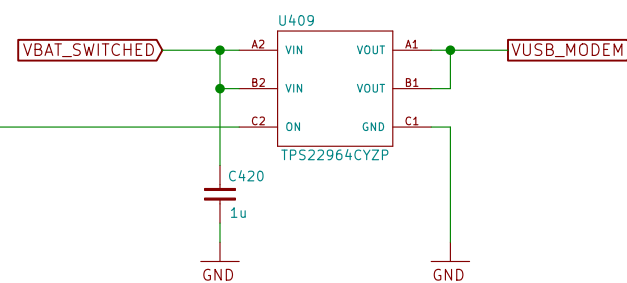 U409
VBAT_SWITCHED A2 VIN VOUT A1 VUSB_MODEM
B2 VIN VOUT B1
C2 ON GND C1
TPS22964CYZP
C420
1u
GND GND